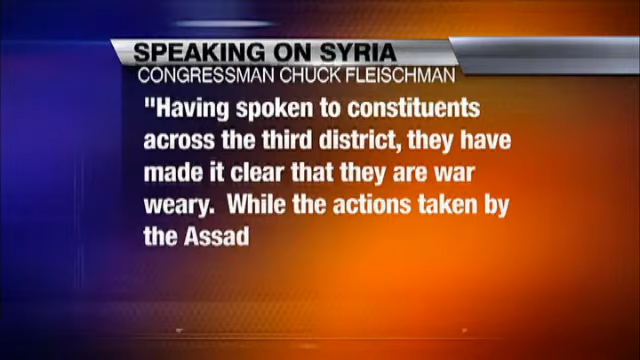 SPEAKING ON SYRIA
CONGRESSMAN CHUCK FLEISCHMAN
"Having spoken to constituents
across the third district, they have
made it clear that they are war
weary.  While the actions taken by
the Assad